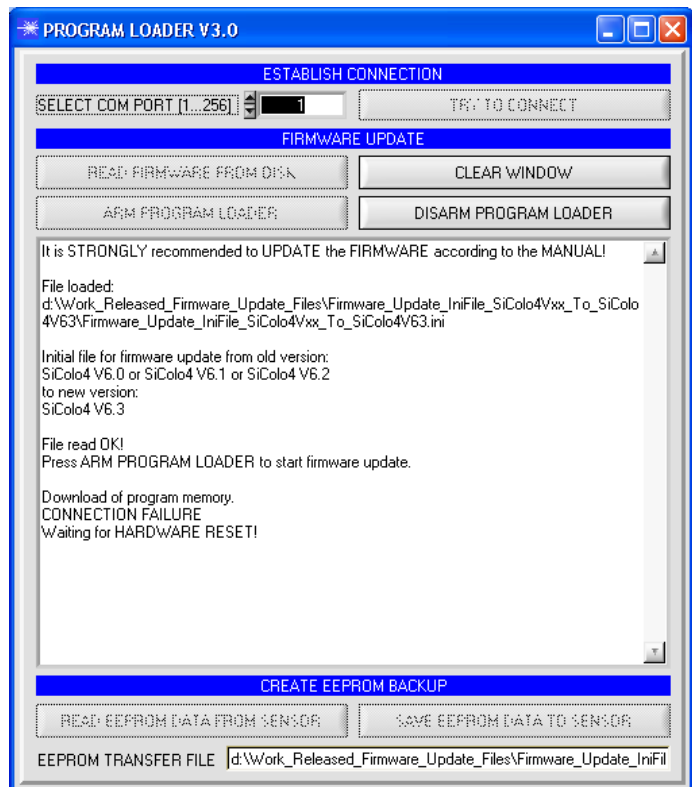 PROGRAM LOADER V3.0
ESTABLISH CONNECTION
SELECT COM PORT [1...256] 1 TRY TO CONNECT
FIRMWARE UPDATE
READ FIRMWARE FROM DISK CLEAR WINDOW
ARM PROGRAM LOADER DISARM PROGRAM LOADER
It is STRONGLY recommended to UPDATE the FIRMWARE according to the MANUAL!
File loaded:
d:\Work_Released_Firmware_Update_Files\Firmware_Update_IniFile_SiColo4Vxx_To_SiColo
4V63\Firmware_Update_IniFile_SiColo4Vxx_To_SiColo4V63.ini
Initial file for firmware update from old version:
SiColo4 V6.0 or SiColo4 V6.1 or SiColo4 V6.2
to new version:
SiColo4 V6.3
File read OK!
Press ARM PROGRAM LOADER to start firmware update.
Download of program memory.
CONNECTION FAILURE
Waiting for HARDWARE RESET!
CREATE EEPROM BACKUP
READ EEPROM DATA FROM SENSOR SAVE EEPROM DATA TO SENSOR
EEPROM TRANSFER FILE d:\Work_Released_Firmware_Update_Files\Firmware_Update_IniFil